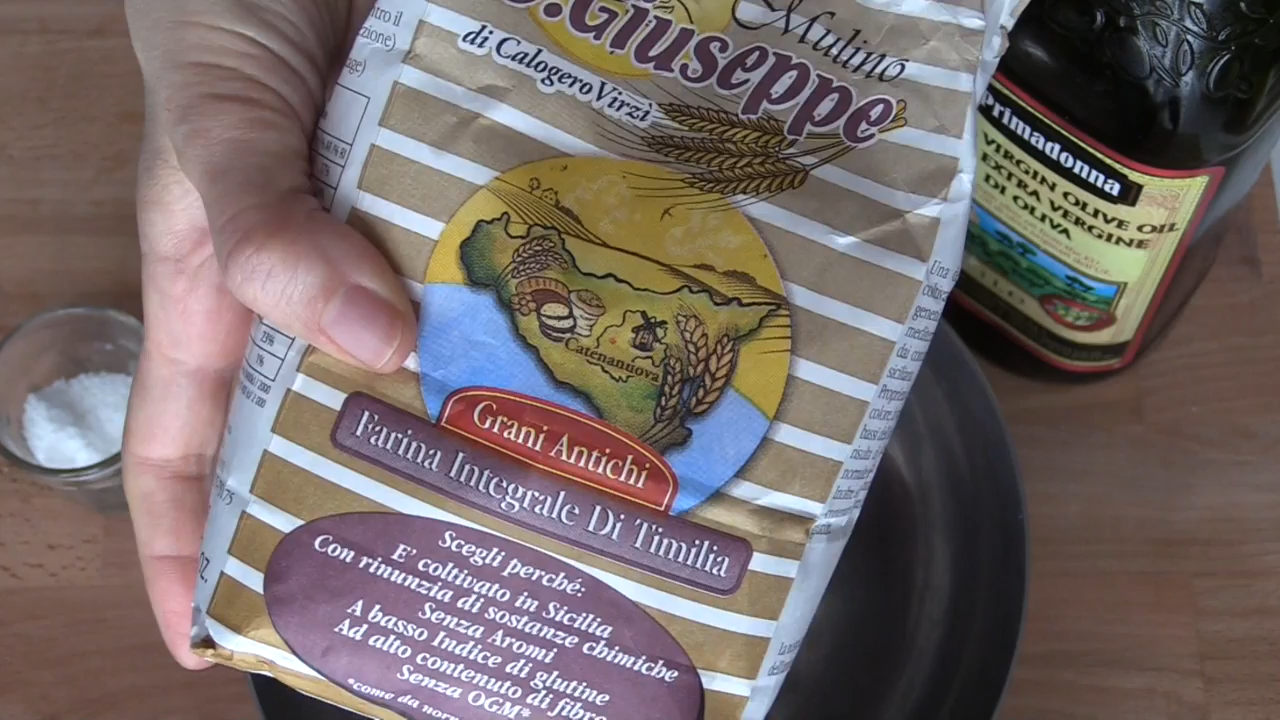 Mulino
S.Giuseppe
di Calogero Virzì
Catenanuova
Grani Antichi
Farina Integrale Di Timilia
Scegli perché:
E' coltivato in Sicilia
Con rinunzia di sostanze chimiche
Senza Aromi
A basso Indice di glutine
Ad alto contenuto di fibre
Senza OGM*
*come da
Primadonna
VIRGIN OLIVE OIL
EXTRA VERGINE
DI OLIVA